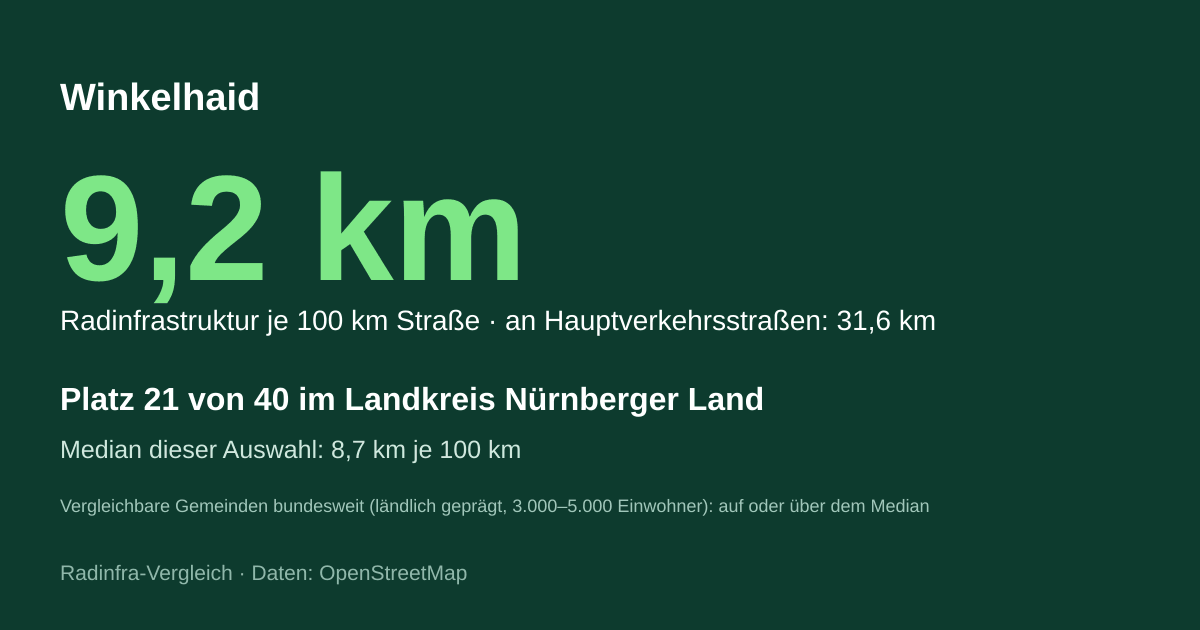 Winkelhaid
9,2 km
Radinfrastruktur je 100 km Straße · an Hauptverkehrsstraßen: 31,6 km
Platz 21 von 40 im Landkreis Nürnberger Land
Median dieser Auswahl: 8,7 km je 100 km
Vergleichbare Gemeinden bundesweit (ländlich geprägt, 3.000–5.000 Einwohner): auf oder über dem Median
Radinfra-Vergleich · Daten: OpenStreetMap